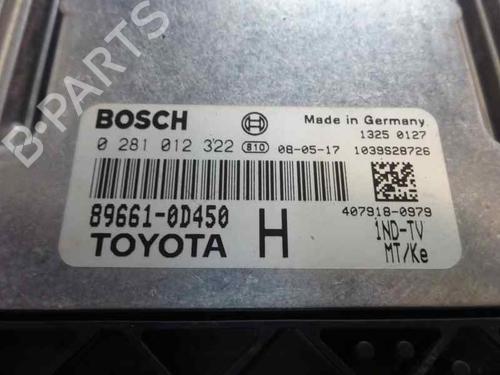 BOSCH Made in Germany
0 281 012 322 810 08-05-17 1325 0127
1039S28726
89661-0D450 407918-0979
TOYOTA H 1ND-TV
MT/Ke
B-PARTS